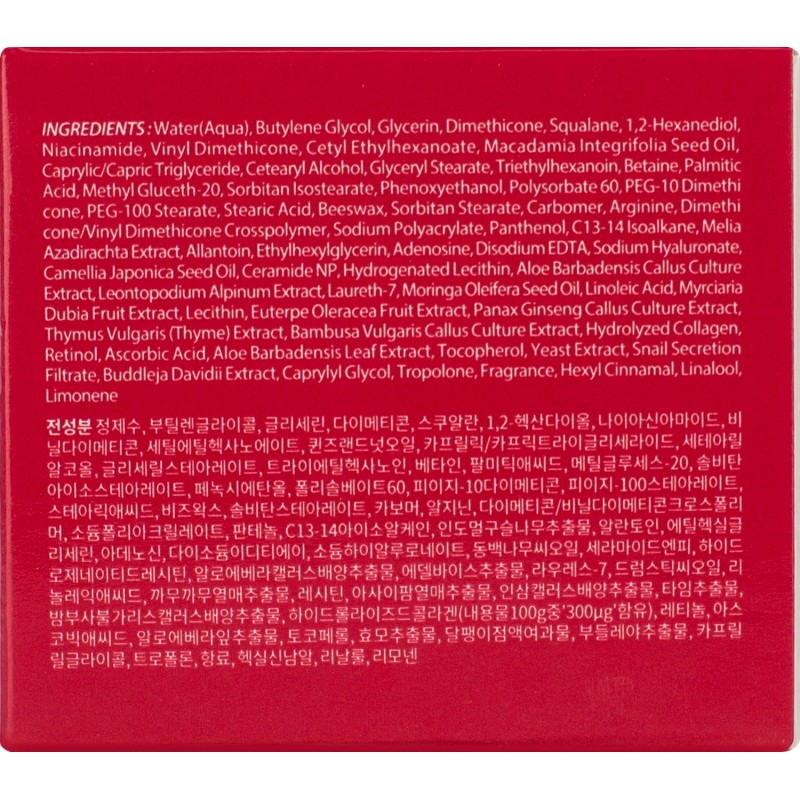 INGREDIENTS : Water(Aqua), Butylene Glycol, Glycerin, Dimethicone, Squalane, 1,2-Hexanediol,
Niacinamide, Vinyl Dimethicone, Cetyl Ethylhexanoate, Macadamia Integrifolia Seed Oil,
Caprylic/Capric Triglyceride, Cetearyl Alcohol, Glyceryl Stearate, Triethylhexanoin, Betaine, Palmitic
Acid, Methyl Gluceth-20, Sorbitan Isostearate, Phenoxyethanol, Polysorbate 60, PEG-10 Dimethi
cone, PEG-100 Stearate, Stearic Acid, Beeswax, Sorbitan Stearate, Carbomer, Arginine, Dimethi
cone/Vinyl Dimethicone Crosspolymer, Sodium Polyacrylate, Panthenol, C13-14 Isoalkane, Melia
Azadirachta Extract, Allantoin, Ethylhexylglycerin, Adenosine, Disodium EDTA, Sodium Hyaluronate,
Camellia Japonica Seed Oil, Ceramide NP, Hydrogenated Lecithin, Aloe Barbadensis Callus Culture
Extract, Leontopodium Alpinum Extract, Laureth-7, Moringa Oleifera Seed Oil, Linoleic Acid, Myrciaria
Dubia Fruit Extract, Lecithin, Euterpe Oleracea Fruit Extract, Panax Ginseng Callus Culture Extract,
Thymus Vulgaris (Thyme) Extract, Bambusa Vulgaris Callus Culture Extract, Hydrolyzed Collagen,
Retinol, Ascorbic Acid, Aloe Barbadensis Leaf Extract, Tocopherol, Yeast Extract, Snail Secretion
Filtrate, Buddleja Davidii Extract, Caprylyl Glycol, Tropolone, Fragrance, Hexyl Cinnamal, Linalool,
Limonene
전성분 정제수, 부틸렌글라이콜, 글리세린, 다이메티콘, 스쿠알란, 1,2-헥산다이올, 나이아신아마이드, 비
닐다이메티콘, 세틸에틸헥사노에이트, 퀸즈랜드넛오일, 카프릴릭/카프릭트라이글리세라이드, 세테아릴
알코올, 글리세릴스테아레이트, 트라이에틸헥사노인, 베타인, 팔미틱애씨드, 메틸글루세스-20, 솔비탄
아이소스테아레이트, 페녹시에탄올, 폴리솔베이트60, 피이지-10다이메티콘, 피이지-100스테아레이트,
스테아릭애씨드, 비즈왁스, 솔비탄스테아레이트, 카보머, 알지닌, 다이메티콘/비닐다이메티콘크로스폴리
머, 소듐폴리아크릴레이트, 판테놀, C13-14아이소알케인, 인도멀구슬나무추출물, 알란토인, 에틸헥실글
리세린, 아데노신, 다이소듐이디티에이, 소듐하이알루로네이트, 동백나무씨오일, 세라마이드엔피, 하이드
로제네이티드레시틴, 알로에베라캘러스배양추출물, 에델바이스추출물, 라우레스-7, 드럼스틱씨오일, 리
놀레익애씨드, 까무까무열매추출물, 레시틴, 아사이팜열매추출물, 인삼캘러스배양추출물, 타임추출물,
밤부사불가리스캘러스배양추출물, 하이드롤라이즈드콜라겐(내용물100g중'300μg'함유), 레티놀, 아스
코빅애씨드, 알로에베라잎추출물, 토코페롤, 효모추출물, 달팽이점액여과물, 부들레야추출물, 카프릴
릴글라이콜, 트로폴론, 향료, 헥실신남알, 리날룰, 리모넨